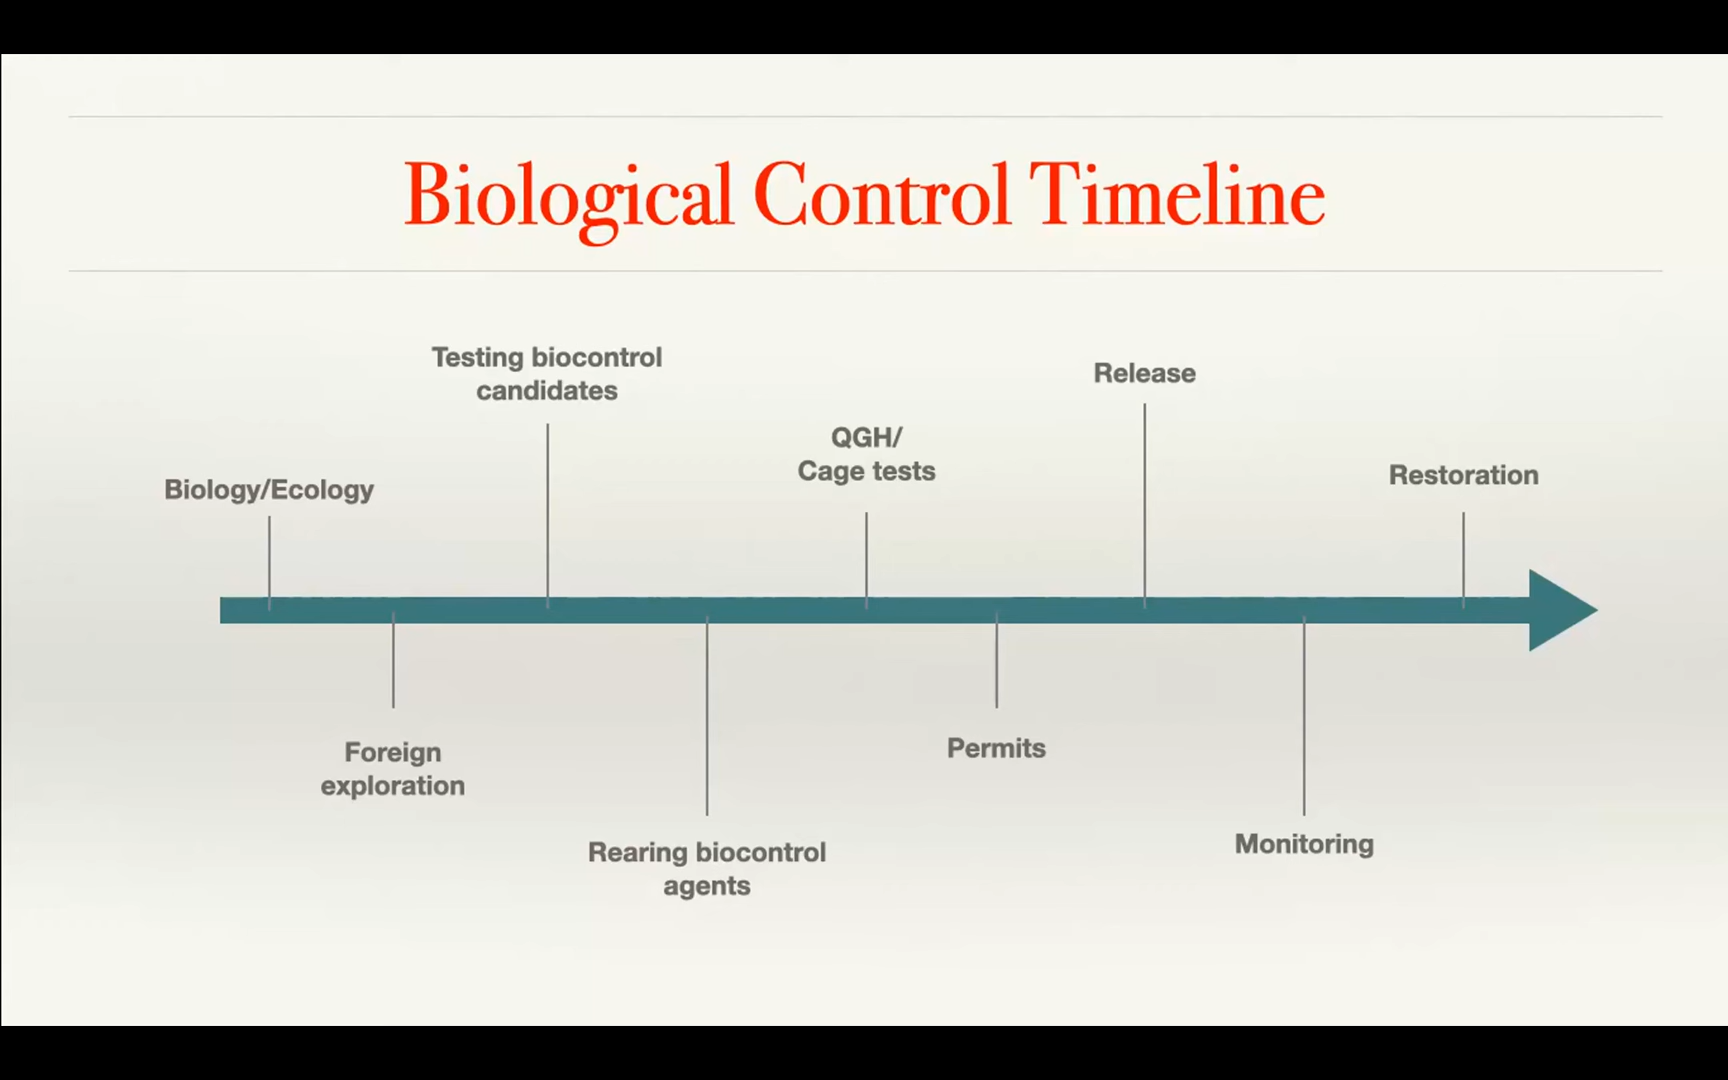 Biological Control Timeline
Testing biocontrol
candidates
Release
QGH/
Cage tests
Biology/Ecology
Restoration
Foreign
exploration
Permits
Rearing biocontrol
agents
Monitoring